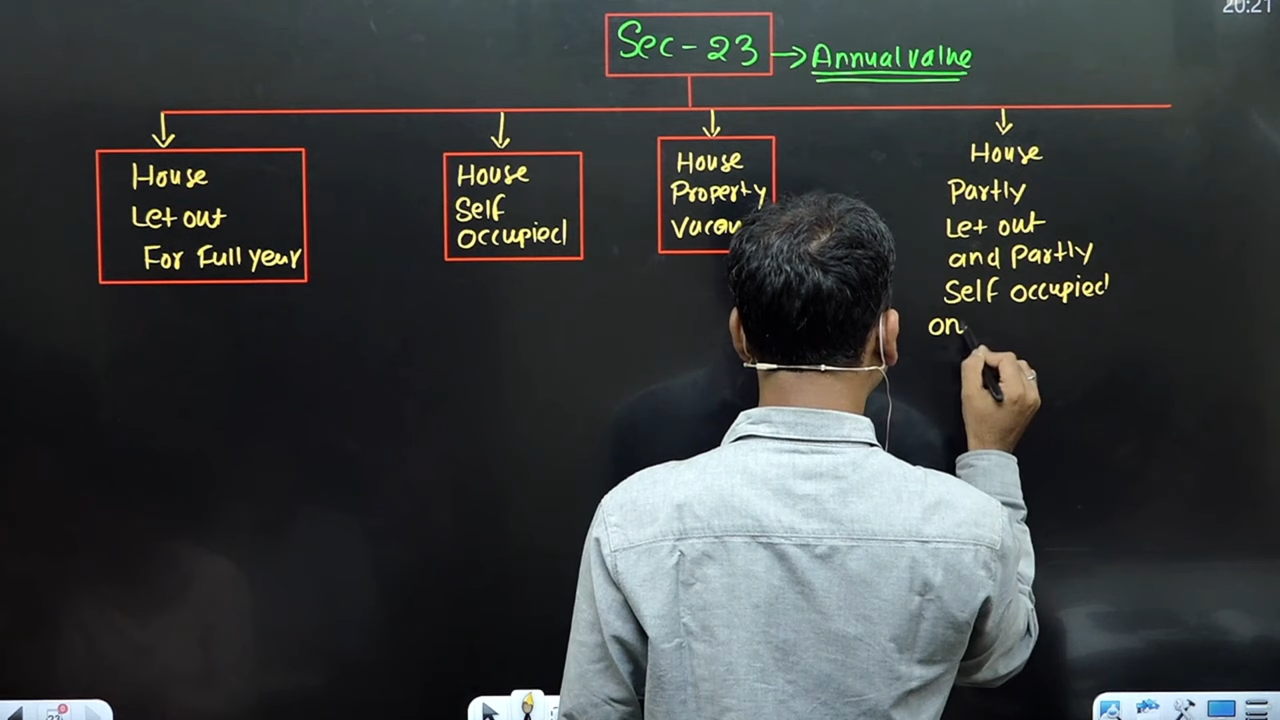 20:21
Sec-23 → Annual value
House
Let out
For Full year
House
Self
occupied
House
Property
House
Partly
Let out
and Partly
Self occupied
on